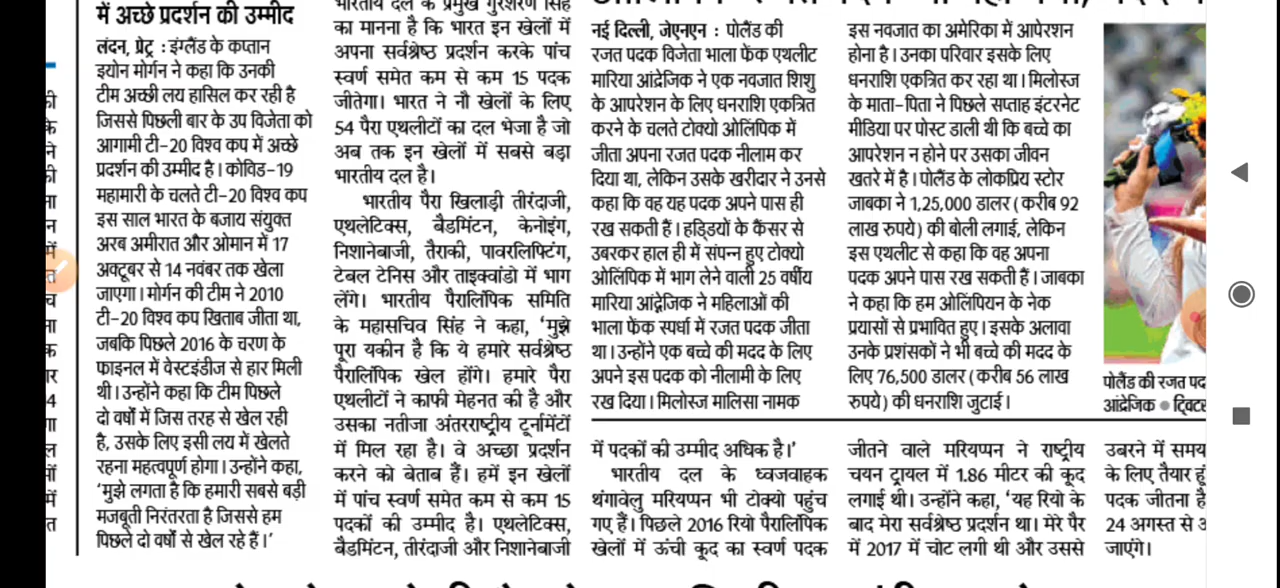 में अच्छे प्रदर्शन की उम्मीद
लंदन, प्रेट्र : इंग्लैंड के कप्तान
इयोन मोर्गन ने कहा कि उनकी
टीम अच्छी लय हासिल कर रही है
जिससे पिछली बार के उप विजेता को
आगामी टी-20 विश्व कप में अच्छे
प्रदर्शन की उम्मीद है। कोविड-19
महामारी के चलते टी-20 विश्व कप
इस साल भारत के बजाय संयुक्त
अरब अमीरात और ओमान में 17
अक्टूबर से 14 नवंबर तक खेला
जाएगा। मोर्गन की टीम ने 2010
टी-20 विश्व कप खिताब जीता था,
जबकि पिछले 2016 के चरण के
फाइनल में वेस्टइंडीज से हार मिली
थी। उन्होंने कहा कि टीम पिछले
दो वर्षों में जिस तरह से खेल रही
है, उसके लिए इसी लय में खेलते
रहना महत्वपूर्ण होगा। उन्होंने कहा,
'मुझे लगता है कि हमारी सबसे बड़ी
मजबूती निरंतरता है जिससे हम
पिछले दो वर्षों से खेल रहे हैं।'
भारतीय दल के प्रमुख गुरशरण सिंह
का मानना है कि भारत इन खेलों में
अपना सर्वश्रेष्ठ प्रदर्शन करके पांच
स्वर्ण समेत कम से कम 15 पदक
जीतेगा। भारत ने नौ खेलों के लिए
54 पैरा एथलीटों का दल भेजा है जो
अब तक इन खेलों में सबसे बड़ा
भारतीय दल है।
भारतीय पैरा खिलाड़ी तीरंदाजी,
एथलेटिक्स, बैडमिंटन, केनोइंग,
निशानेबाजी, तैराकी, पावरलिफ्टिंग,
टेबल टेनिस और ताइक्वांडो में भाग
लेंगे। भारतीय पैरालिंपिक समिति
के महासचिव सिंह ने कहा, 'मुझे
पूरा यकीन है कि ये हमारे सर्वश्रेष्ठ
पैरालिंपिक खेल होंगे। हमारे पैरा
एथलीटों ने काफी मेहनत की है और
उसका नतीजा अंतरराष्ट्रीय टूर्नामेंटों
में मिल रहा है। वे अच्छा प्रदर्शन
करने को बेताब हैं। हमें इन खेलों
में पांच स्वर्ण समेत कम से कम 15
पदकों की उम्मीद है। एथलेटिक्स,
बैडमिंटन, तीरंदाजी और निशानेबाजी
नई दिल्ली, जेएनएन : पोलैंड की
रजत पदक विजेता भाला फेंक एथलीट
मारिया आंद्रेजिक ने एक नवजात शिशु
के आपरेशन के लिए धनराशि एकत्रित
करने के चलते टोक्यो ओलिंपिक में
जीता अपना रजत पदक नीलाम कर
दिया था, लेकिन उसके खरीदार ने उनसे
कहा कि वह यह पदक अपने पास ही
रख सकती हैं। हड्डियों के कैंसर से
उबरकर हाल ही में संपन्न हुए टोक्यो
ओलिंपिक में भाग लेने वाली 25 वर्षीय
मारिया आंद्रेजिक ने महिलाओं की
भाला फेंक स्पर्धा में रजत पदक जीता
था। उन्होंने एक बच्चे की मदद के लिए
अपने इस पदक को नीलामी के लिए
रख दिया। मिलोस्ज मालिसा नामक
इस नवजात का अमेरिका में आपरेशन
होना है। उनका परिवार इसके लिए
धनराशि एकत्रित कर रहा था। मिलोस्ज
के माता-पिता ने पिछले सप्ताह इंटरनेट
मीडिया पर पोस्ट डाली थी कि बच्चे का
आपरेशन न होने पर उसका जीवन
खतरे में है। पोलैंड के लोकप्रिय स्टोर
जाबका ने 1,25,000 डालर (करीब 92
लाख रुपये) की बोली लगाई, लेकिन
इस एथलीट से कहा कि वह अपना
पदक अपने पास रख सकती हैं। जाबका
ने कहा कि हम ओलिंपियन के नेक
प्रयासों से प्रभावित हुए। इसके अलावा
उनके प्रशंसकों ने भी बच्चे की मदद के
लिए 76,500 डालर (करीब 56 लाख
रुपये) की धनराशि जुटाई।
पोलैंड की रजत
आंद्रेजिक ●
में पदकों की उम्मीद अधिक है।'
भारतीय दल के ध्वजवाहक
थंगावेलु मरियप्पन भी टोक्यो पहुंच
गए हैं। पिछले 2016 रियो पैरालिंपिक
खेलों में ऊंची कूद का स्वर्ण पदक
जीतने वाले मरियप्पन ने राष्ट्रीय
चयन ट्रायल में 1.86 मीटर की कूद
लगाई थी। उन्होंने कहा, 'यह रियो के
बाद मेरा सर्वश्रेष्ठ प्रदर्शन था। मेरे पैर
में 2017 में चोट लगी थी और उससे
उबरने में समय
के लिए तैयार हूं
पदक जीतना है
24 अगस्त से
जाएंगे।